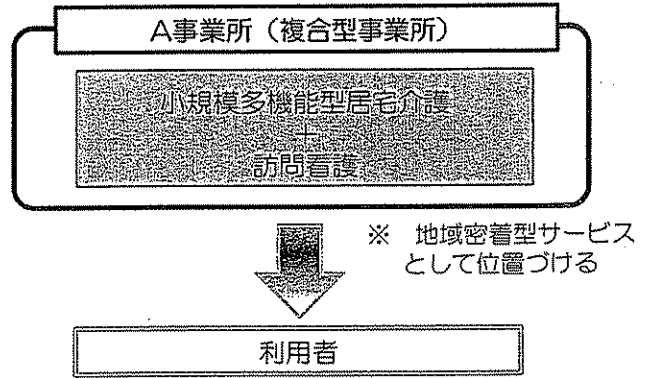 A事業所（複合型事業所）
小規模多機能型居宅介護
＋
訪問看護
※　地域密着型サービス
として位置づける
利用者